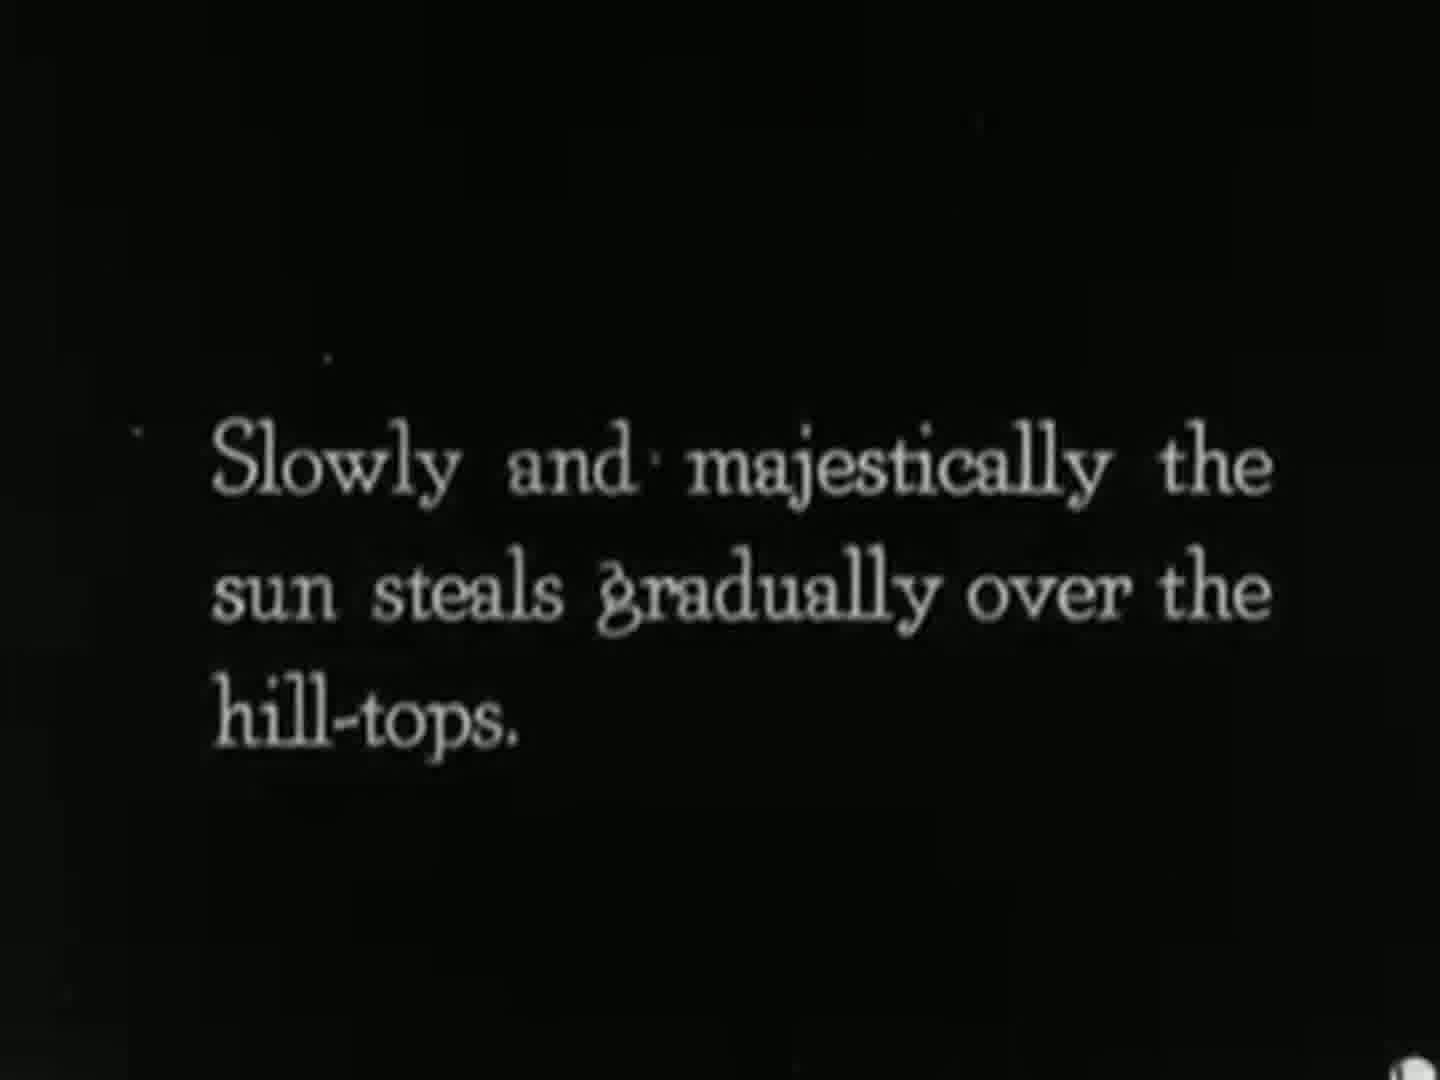 Slowly and majestically the
sun steals gradually over the
hill-tops.